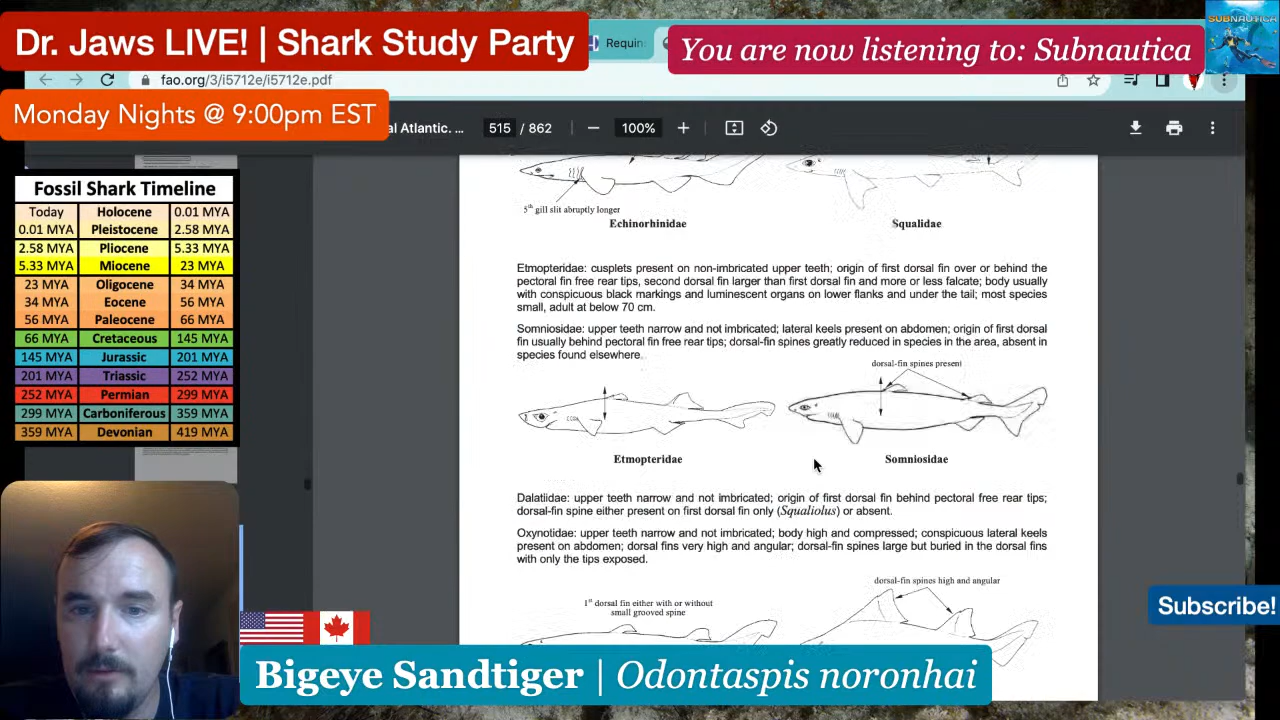 Dr. Jaws LIVE! | Shark Study Party
Requin
You are now listening to: Subnautica
SUBNAUTICA
fao.org/3/i5712e/i5712e.pdf
Monday Nights @ 9:00pm EST
al Atlantic. ...
515 / 862
100%
Fossil Shark Timeline
Today Holocene 0.01 MYA
0.01 MYA Pleistocene 2.58 MYA
2.58 MYA Pliocene 5.33 MYA
5.33 MYA Miocene 23 MYA
23 MYA Oligocene 34 MYA
34 MYA Eocene 56 MYA
56 MYA Paleocene 66 MYA
66 MYA Cretaceous 145 MYA
145 MYA Jurassic 201 MYA
201 MYA Triassic 252 MYA
252 MYA Permian 299 MYA
299 MYA Carboniferous 359 MYA
359 MYA Devonian 419 MYA
5th gill slit abruptly longer
Echinorhinidae
Squalidae
Etmopteridae: cusplets present on non-imbricated upper teeth; origin of first dorsal fin over or behind the
pectoral fin free rear tips, second dorsal fin larger than first dorsal fin and more or less falcate; body usually
with conspicuous black markings and luminescent organs on lower flanks and under the tail; most species
small, adult at below 70 cm.
Somniosidae: upper teeth narrow and not imbricated; lateral keels present on abdomen; origin of first dorsal
fin usually behind pectoral fin free rear tips; dorsal-fin spines greatly reduced in species in the area, absent in
species found elsewhere.
dorsal-fin spines present
Etmopteridae
Somniosidae
Dalatiidae: upper teeth narrow and not imbricated; origin of first dorsal fin behind pectoral free rear tips;
dorsal-fin spine either present on first dorsal fin only (Squaliolus) or absent.
Oxynotidae: upper teeth narrow and not imbricated; body high and compressed; conspicuous lateral keels
present on abdomen; dorsal fins very high and angular; dorsal-fin spines large but buried in the dorsal fins
with only the tips exposed.
dorsal-fin spines high and angular
1st dorsal fin either with or without
small grooved spine
Subscribe!
Bigeye Sandtiger | Odontaspis noronhai